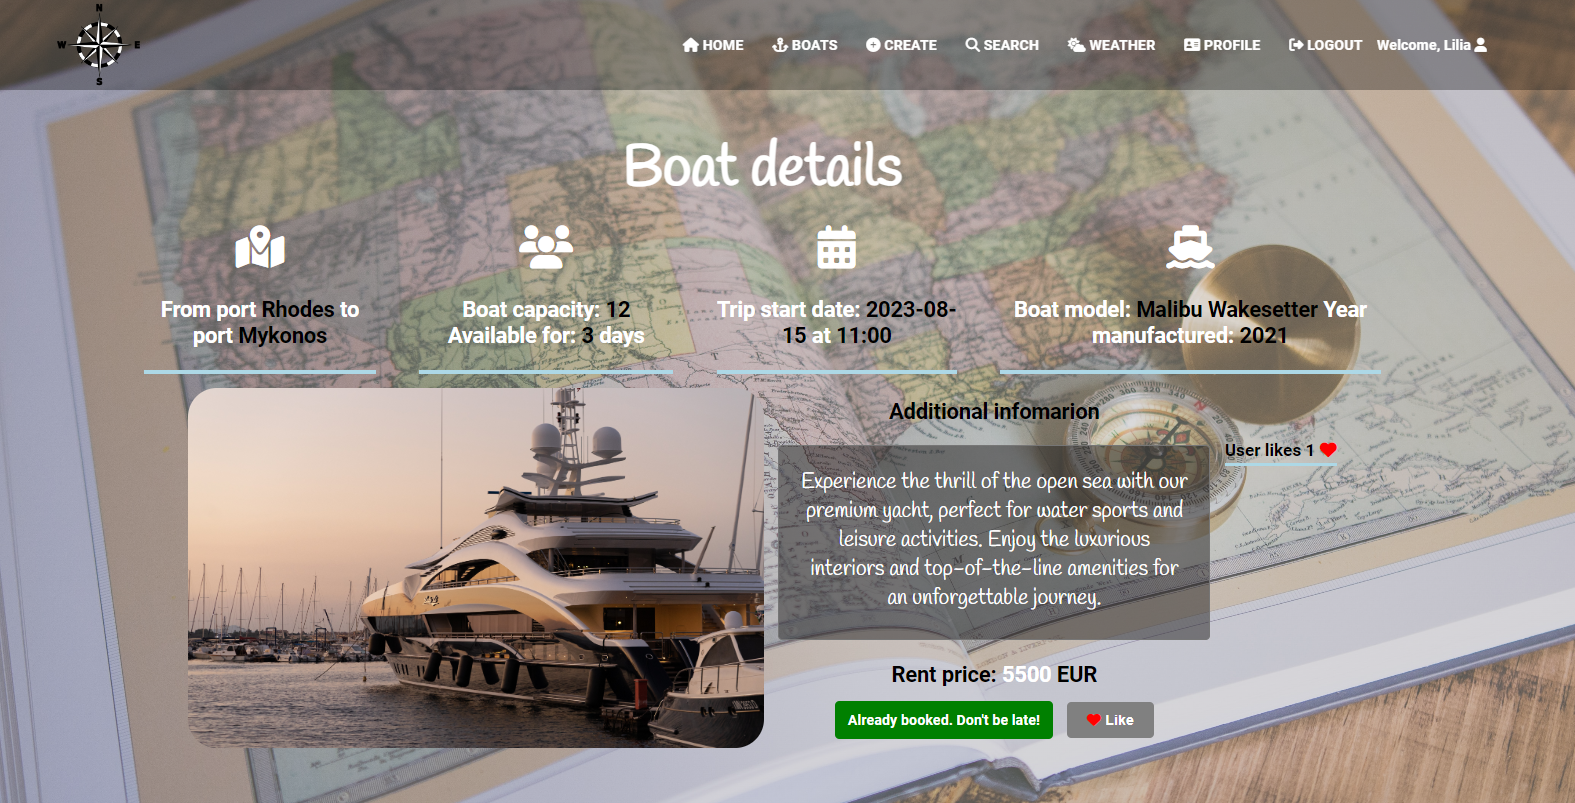 N
W E
S
HOME BOATS CREATE SEARCH WEATHER PROFILE LOGOUT Welcome, Lilia
Boat details
From port Rhodes to
port Mykonos
Boat capacity: 12
Available for: 3 days
Trip start date: 2023-08-
15 at 11:00
Boat model: Malibu Wakesetter Year
manufactured: 2021
Additional infomarion
User likes 1
Experience the thrill of the open sea with our
premium yacht, perfect for water sports and
leisure activities. Enjoy the luxurious
interiors and top-of-the-line amenities for
an unforgettable journey.
Rent price: 5500 EUR
Already booked. Don't be late!
Like